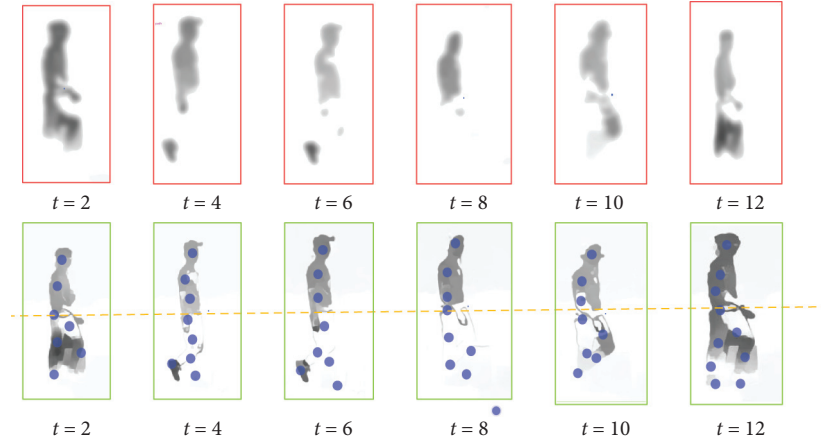 t = 2 t = 4 t = 6 t = 8 t = 10 t = 12
t = 2 t = 4 t = 6 t = 8 t = 10 t = 12